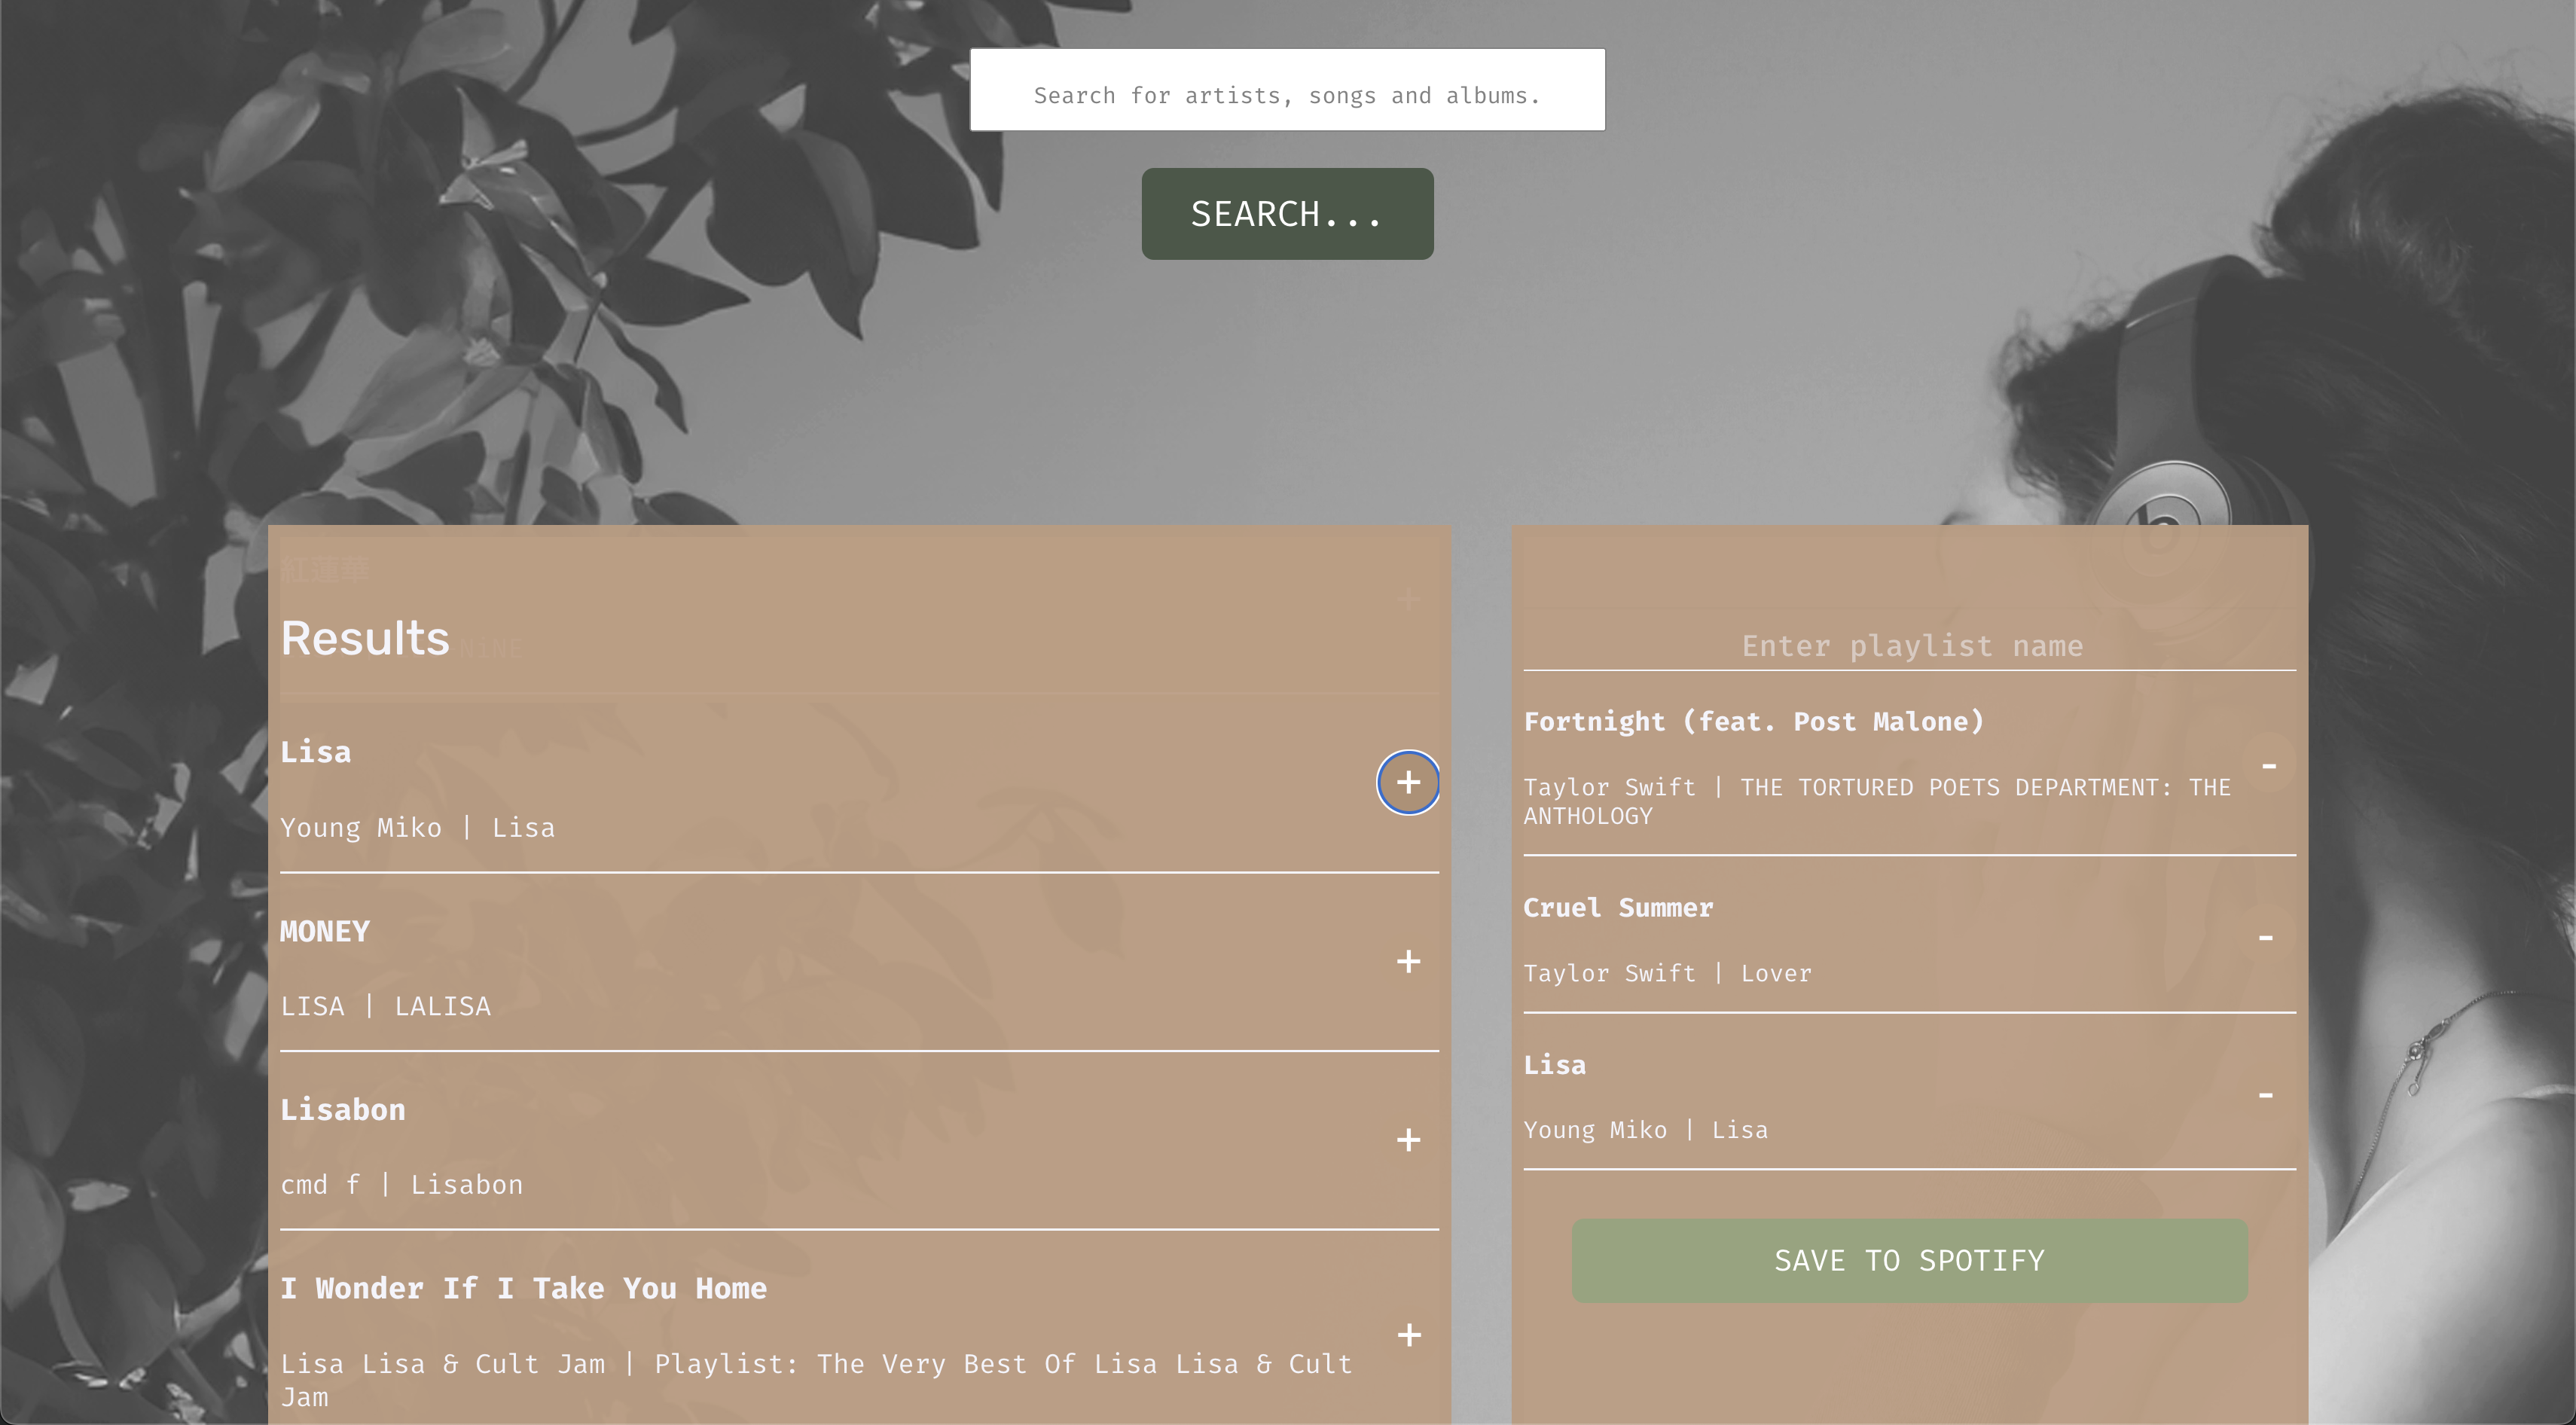 Search for artists, songs and albums.
SEARCH...
紅蓮華
+
Results
NiNE
Lisa
+
Young Miko | Lisa
MONEY
+
LISA | LALISA
Lisabon
+
cmd f | Lisabon
I Wonder If I Take You Home
+
Lisa Lisa & Cult Jam | Playlist: The Very Best Of Lisa Lisa & Cult
Jam
Enter playlist name
Fortnight (feat. Post Malone)
-
Taylor Swift | THE TORTURED POETS DEPARTMENT: THE
ANTHOLOGY
Cruel Summer
-
Taylor Swift | Lover
Lisa
-
Young Miko | Lisa
SAVE TO SPOTIFY